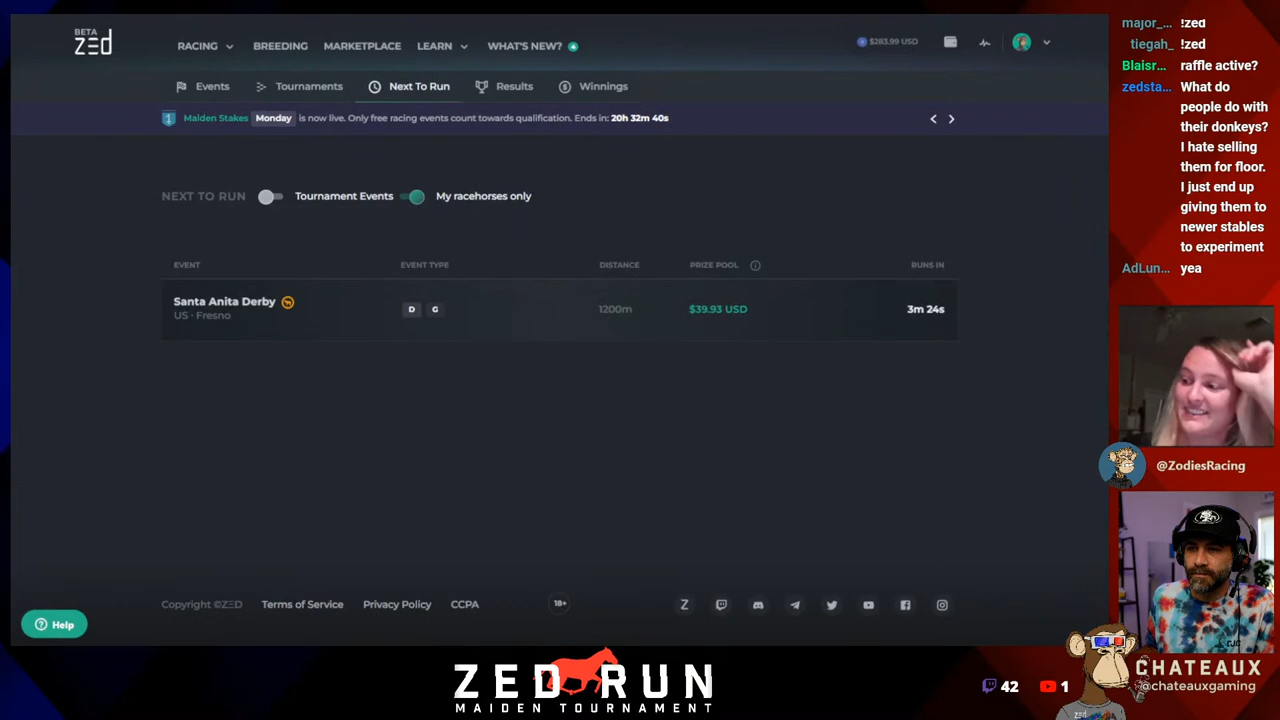 BETA
zed
RACING
BREEDING
MARKETPLACE
LEARN
WHAT'S NEW?
$283.99 USD
Events
Tournaments
Next To Run
Results
Winnings
1 Maiden Stakes Monday is now live. Only free racing events count towards qualification. Ends in: 20h 32m 40s
NEXT TO RUN
Tournament Events
My racehorses only
EVENT
EVENT TYPE
DISTANCE
PRIZE POOL
RUNS IN
Santa Anita Derby
US · Fresno
D G
1200m
$39.93 USD
3m 24s
Copyright ©ZED
Terms of Service
Privacy Policy
CCPA
18+
Z
Help
major_... !zed
tiegah_ !zed
Blaisr... raffle active?
zedsta... What do
people do with
their donkeys?
I hate selling
them for floor.
I just end up
giving them to
newer stables
to experiment
AdLun... yea
@ZodiesRacing
ZED RUN
MAIDEN TOURNAMENT
42
1
CHATEAUX
@chateauxgaming
zed